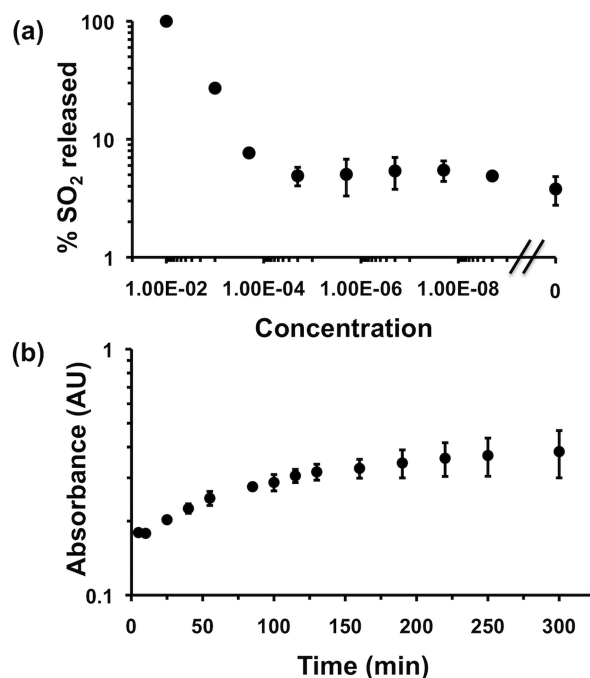 (a)
% SO2 released
100
10
1
1.00E-02 1.00E-04 1.00E-06 1.00E-08 0
Concentration
(b)
Absorbance (AU)
1
0.1
0 50 100 150 200 250 300
Time (min)